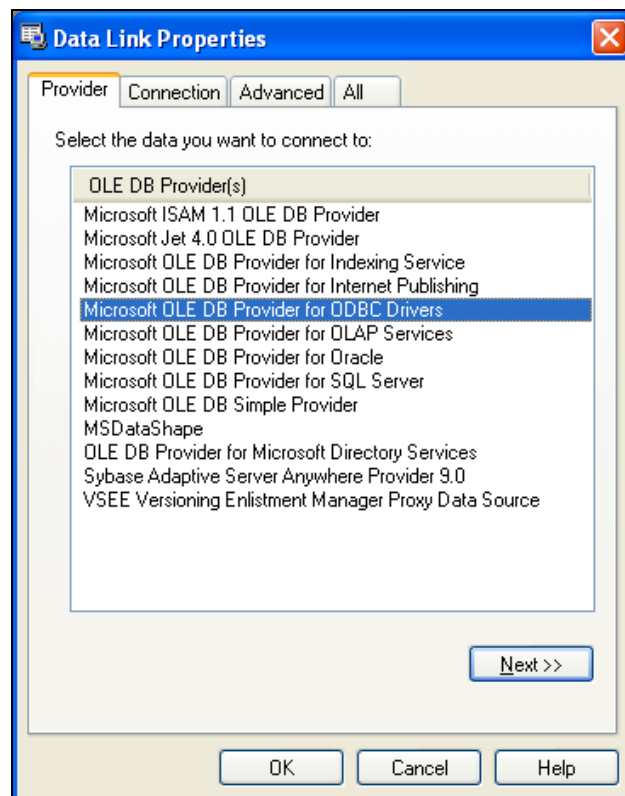 Data Link Properties
Provider Connection Advanced All
Select the data you want to connect to:
OLE DB Provider(s)
Microsoft ISAM 1.1 OLE DB Provider
Microsoft Jet 4.0 OLE DB Provider
Microsoft OLE DB Provider for Indexing Service
Microsoft OLE DB Provider for Internet Publishing
Microsoft OLE DB Provider for ODBC Drivers
Microsoft OLE DB Provider for OLAP Services
Microsoft OLE DB Provider for Oracle
Microsoft OLE DB Provider for SQL Server
Microsoft OLE DB Simple Provider
MSDataShape
OLE DB Provider for Microsoft Directory Services
Sybase Adaptive Server Anywhere Provider 9.0
VSEE Versioning Enlistment Manager Proxy Data Source
Next >>
OK Cancel Help